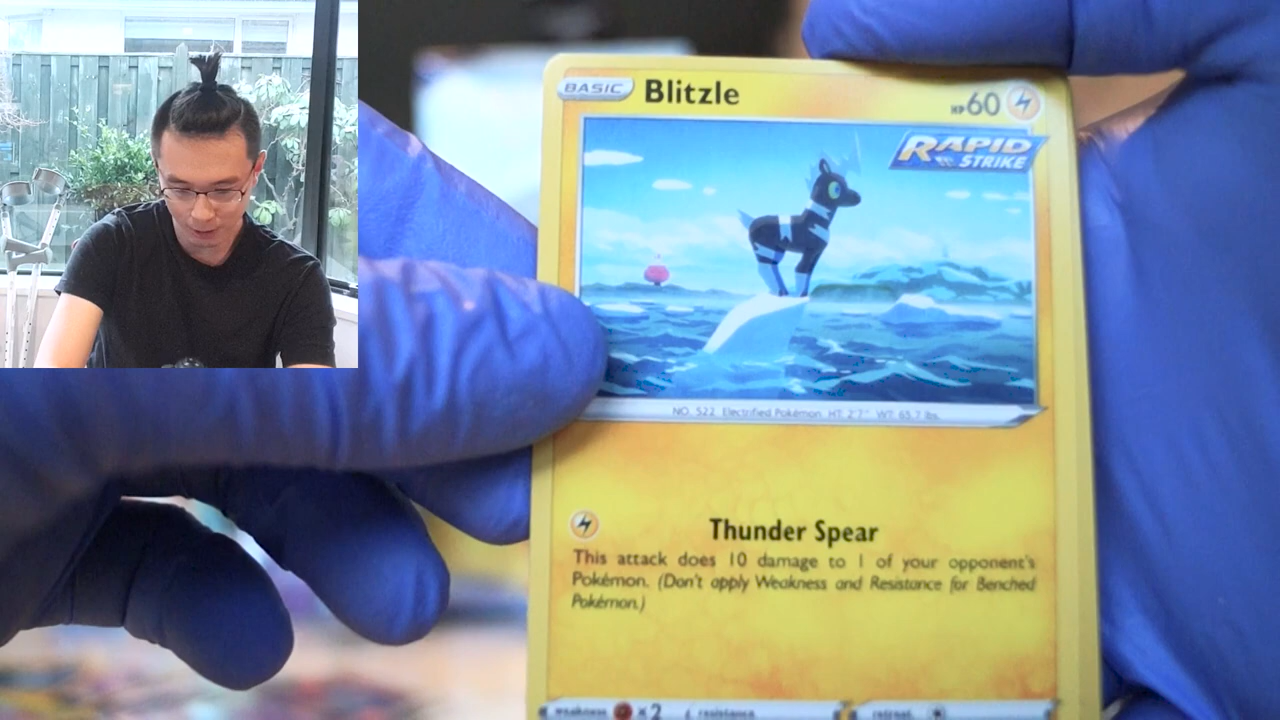 BASIC Blitzle HP 60
RAPID STRIKE
NO. 522 Electrified Pokémon HT: 2'7" WT: 65.7 lbs.
Thunder Spear
This attack does 10 damage to 1 of your opponent's
Pokémon. (Don't apply Weakness and Resistance for Benched
Pokémon.)
weakness ×2 resistance retreat